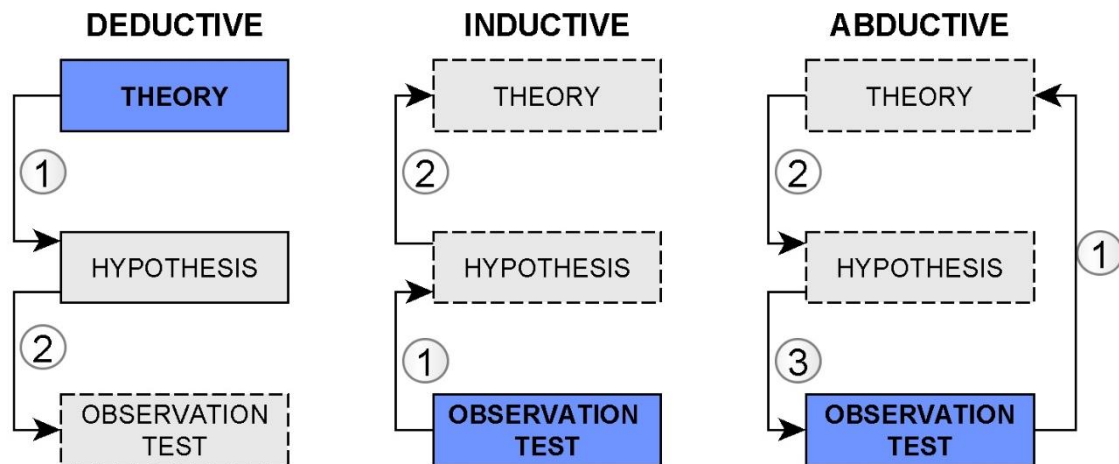 DEDUCTIVE
THEORY
1
HYPOTHESIS
2
OBSERVATION
TEST
INDUCTIVE
THEORY
2
HYPOTHESIS
1
OBSERVATION
TEST
ABDUCTIVE
THEORY
2
HYPOTHESIS
1
3
OBSERVATION
TEST